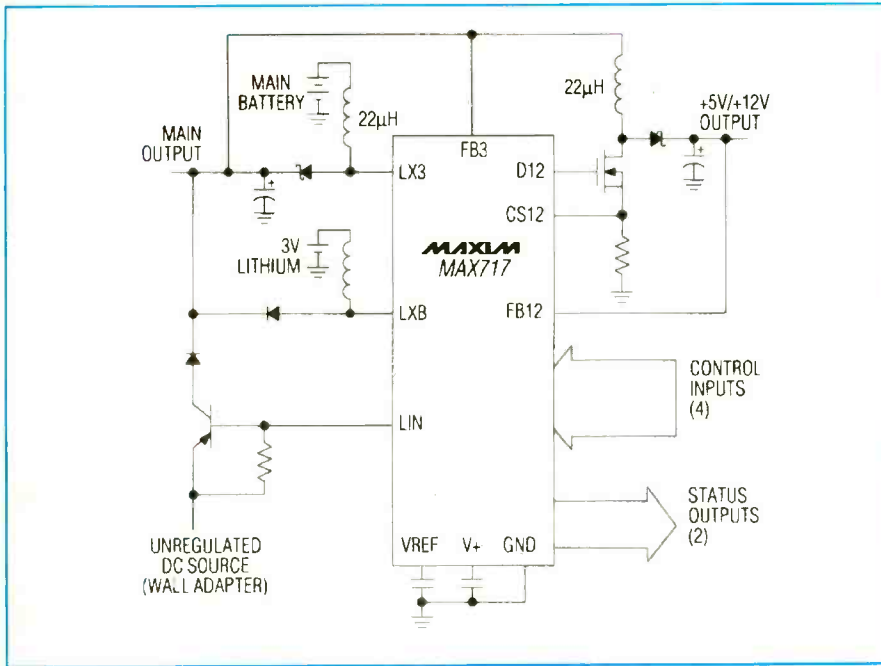 MAIN
BATTERY
22µH
22µH
+5V/+12V
OUTPUT
MAIN
OUTPUT
FB3
LX3
D12
CS12
3V
LITHIUM
MAXIM
MAX717
LXB
FB12
CONTROL
INPUTS
(4)
LIN
STATUS
OUTPUTS
(2)
UNREGULATED
DC SOURCE
(WALL ADAPTER)
VREF V+ GND